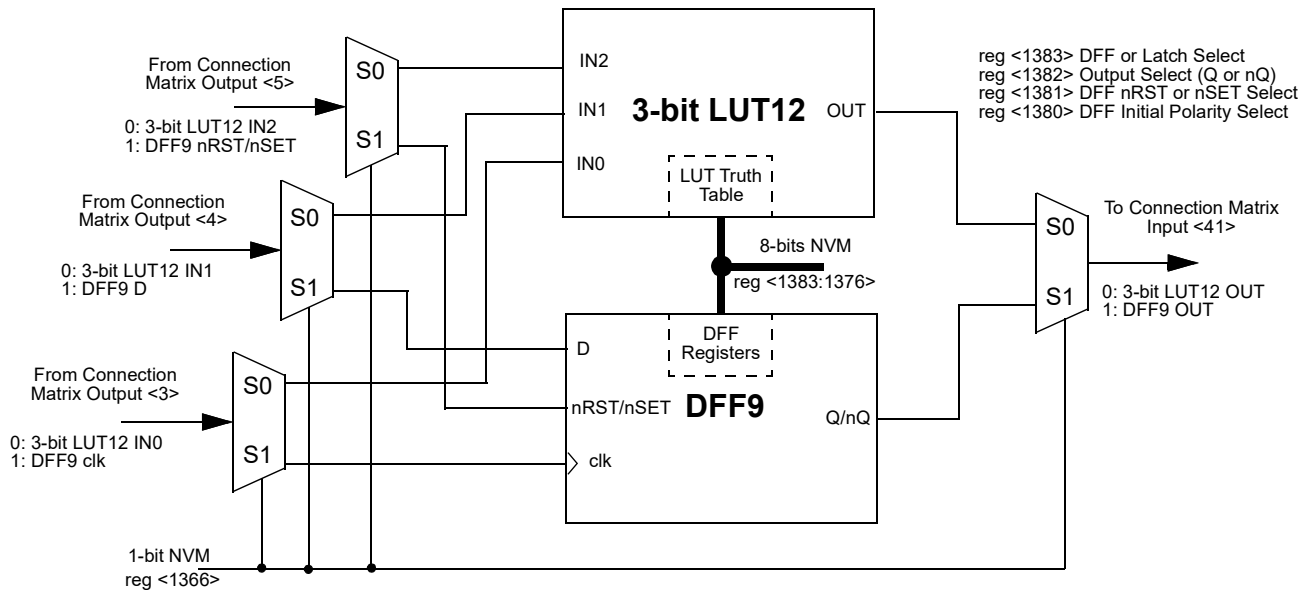 From Connection
Matrix Output <5>
0: 3-bit LUT12 IN2
1: DFF9 nRST/nSET
S0
S1
From Connection
Matrix Output <4>
0: 3-bit LUT12 IN1
1: DFF9 D
S0
S1
From Connection
Matrix Output <3>
0: 3-bit LUT12 IN0
1: DFF9 clk
S0
S1
1-bit NVM
reg <1366>
IN2
IN1
IN0
3-bit LUT12
OUT
LUT Truth
Table
8-bits NVM
reg <1383:1376>
DFF
Registers
D
nRST/nSET
clk
DFF9
Q/nQ
reg <1383> DFF or Latch Select
reg <1382> Output Select (Q or nQ)
reg <1381> DFF nRST or nSET Select
reg <1380> DFF Initial Polarity Select
S0
S1
To Connection Matrix
Input <41>
0: 3-bit LUT12 OUT
1: DFF9 OUT